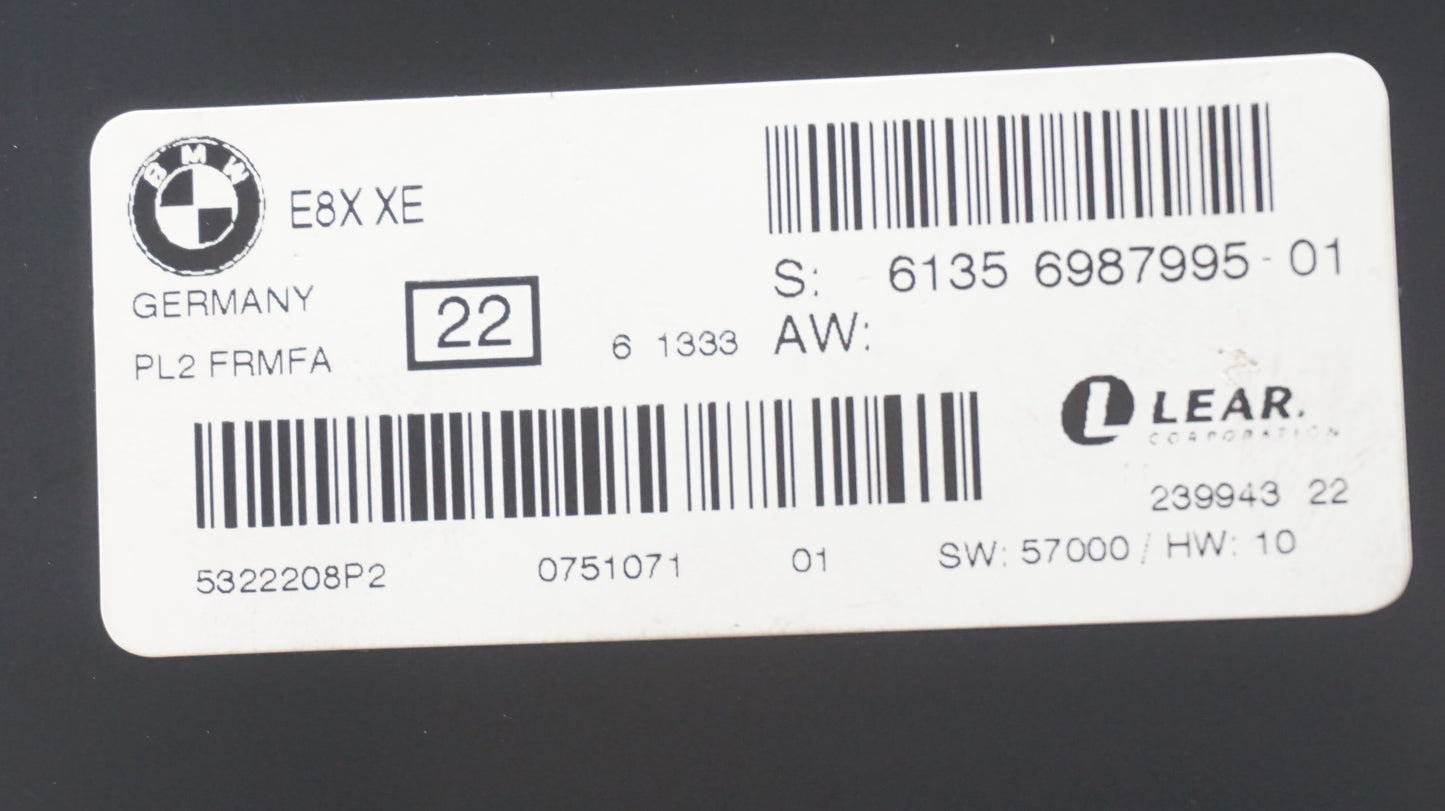 BMW
E8X XE
GERMANY
PL2 FRMFA
22
6 1333
S: 6135 6987995-01
AW:
LEAR.
CORPORATION
239943 22
5322208P2 0751071 01 SW: 57000 / HW: 10